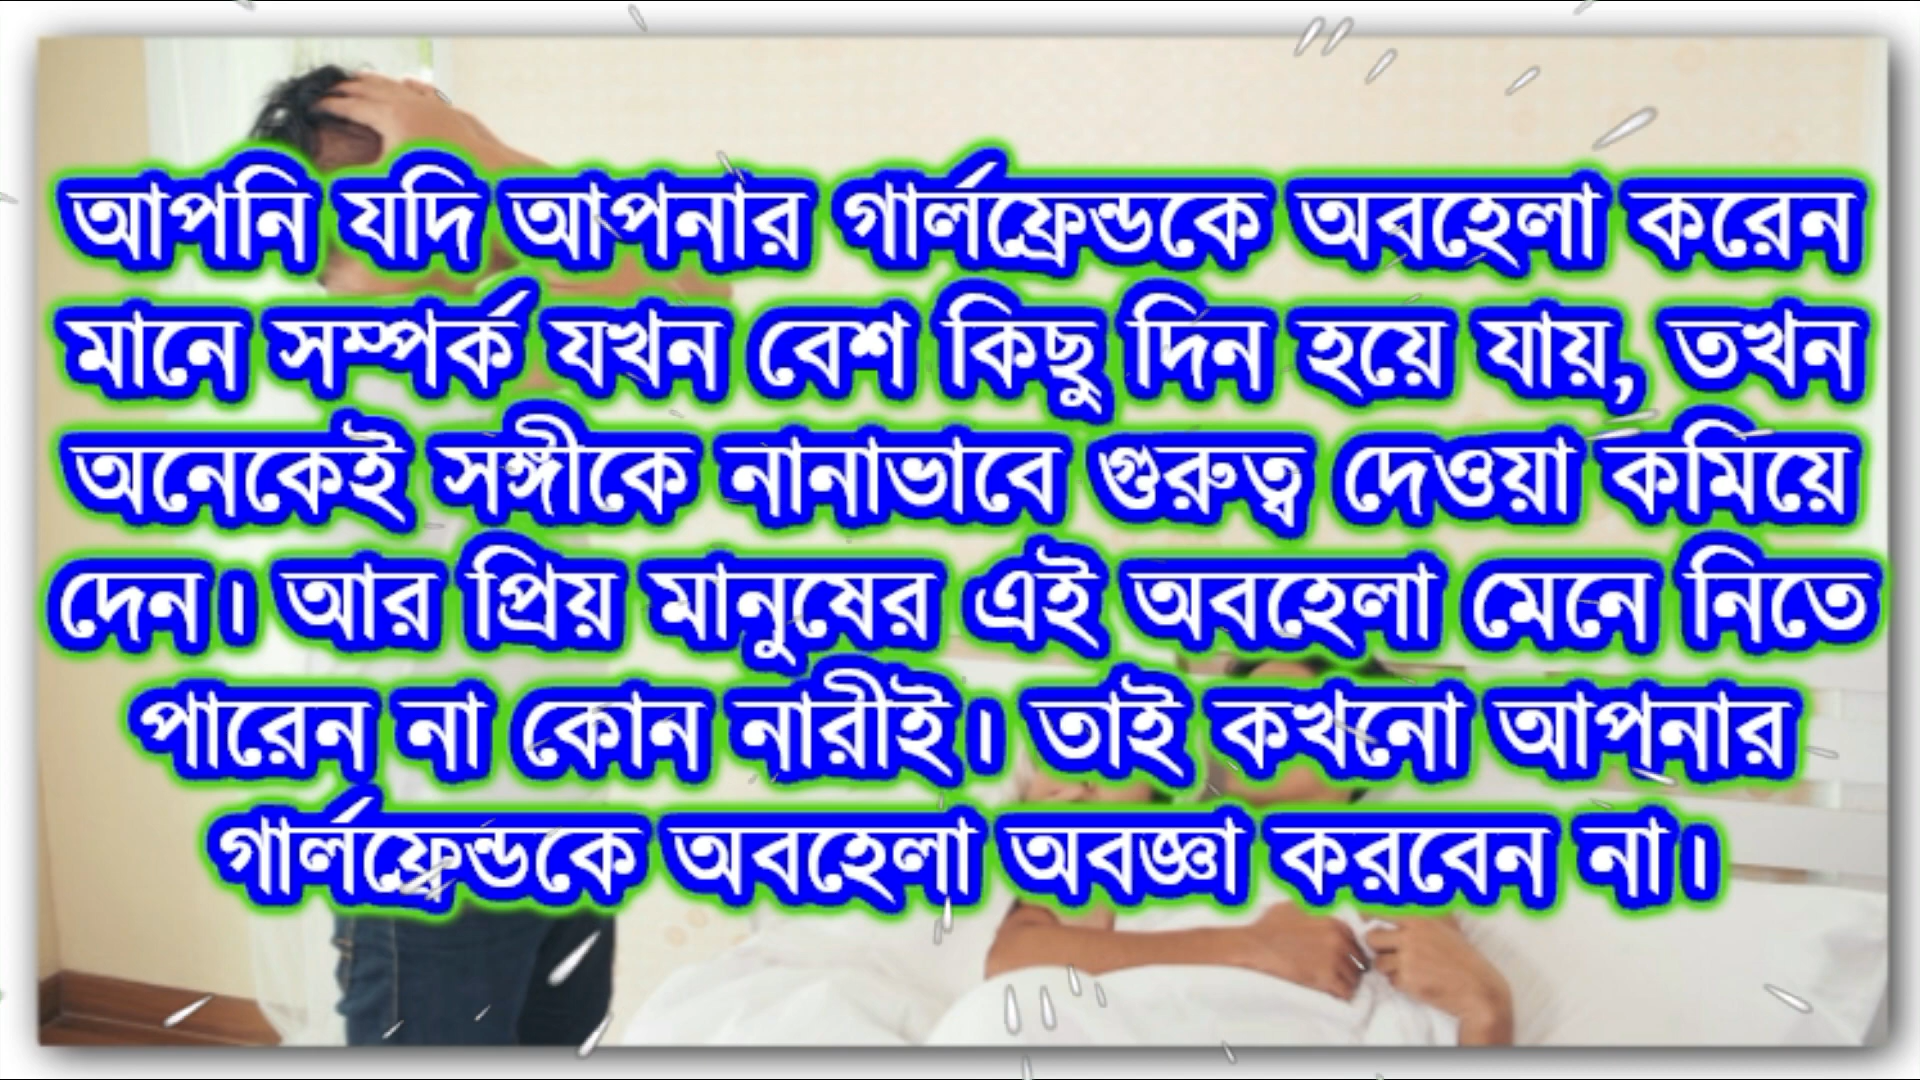 আপনি যদি আপনার গার্লফ্রেন্ডকে অবহেলা করেন
মানে সম্পর্ক যখন বেশ কিছু দিন হয়ে যায়, তখন
অনেকেই সঙ্গীকে নানাভাবে গুরুত্ব দেওয়া কমিয়ে
দেন। আর প্রিয় মানুষের এই অবহেলা মেনে নিতে
পারেন না কোন নারীই। তাই কখনো আপনার
গার্লফ্রেন্ডকে অবহেলা অবজ্ঞা করবেন না।